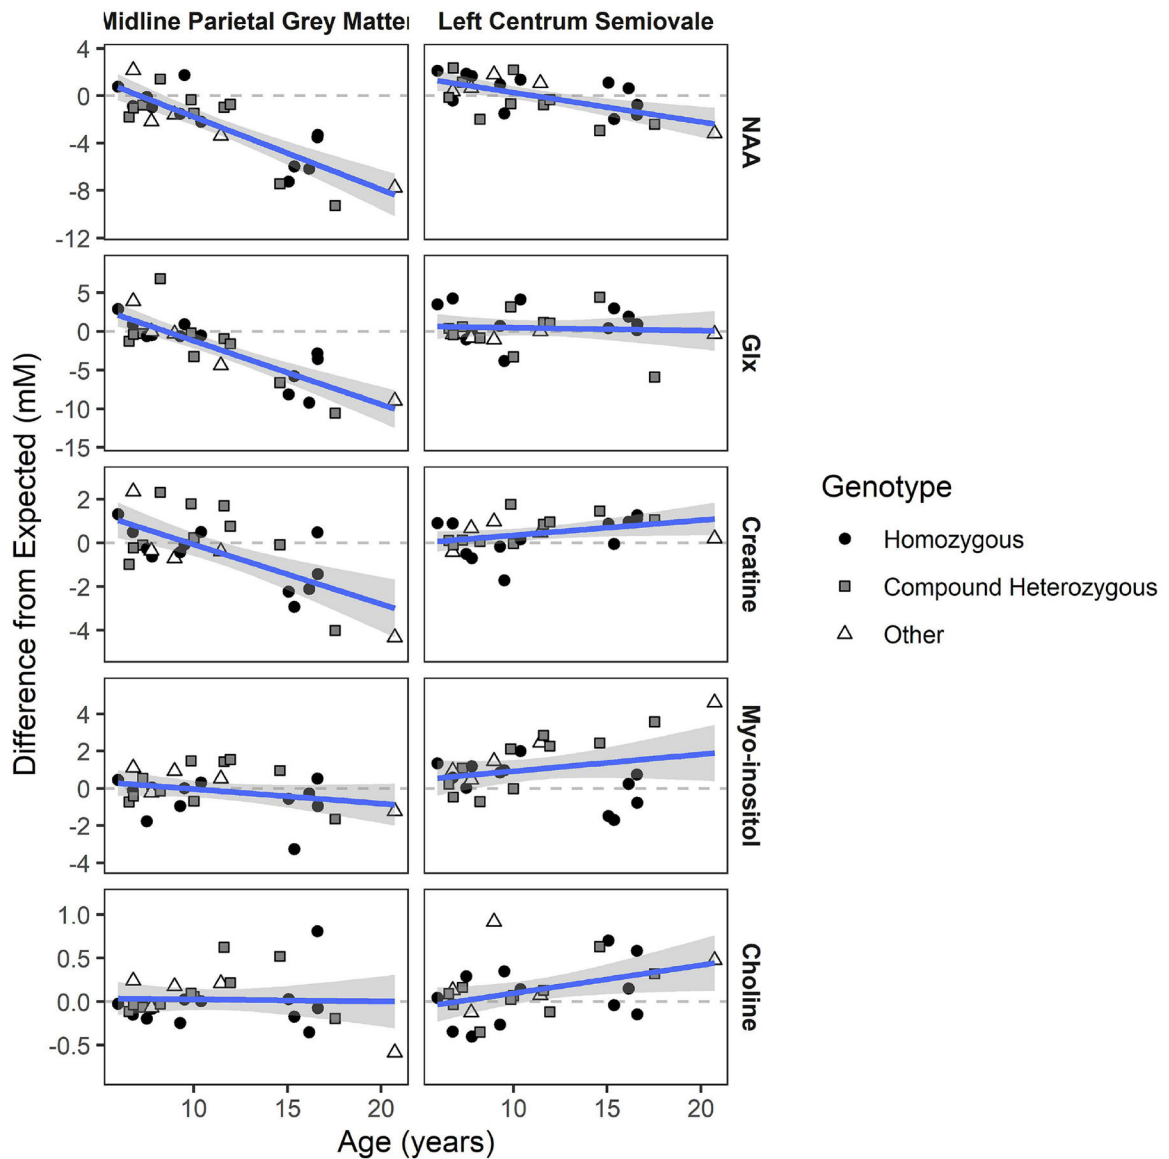 Midline Parietal Grey Matter
Left Centrum Semiovale
4
0
-4
-8
-12
NAA
5
0
-5
-10
-15
Glx
2
0
-2
-4
Creatine
4
2
0
-2
-4
Myo-inositol
1.0
0.5
0.0
-0.5
Choline
10
15
20
10
15
20
Age (years)
Difference from Expected (mM)
Genotype
Homozygous
Compound Heterozygous
Other